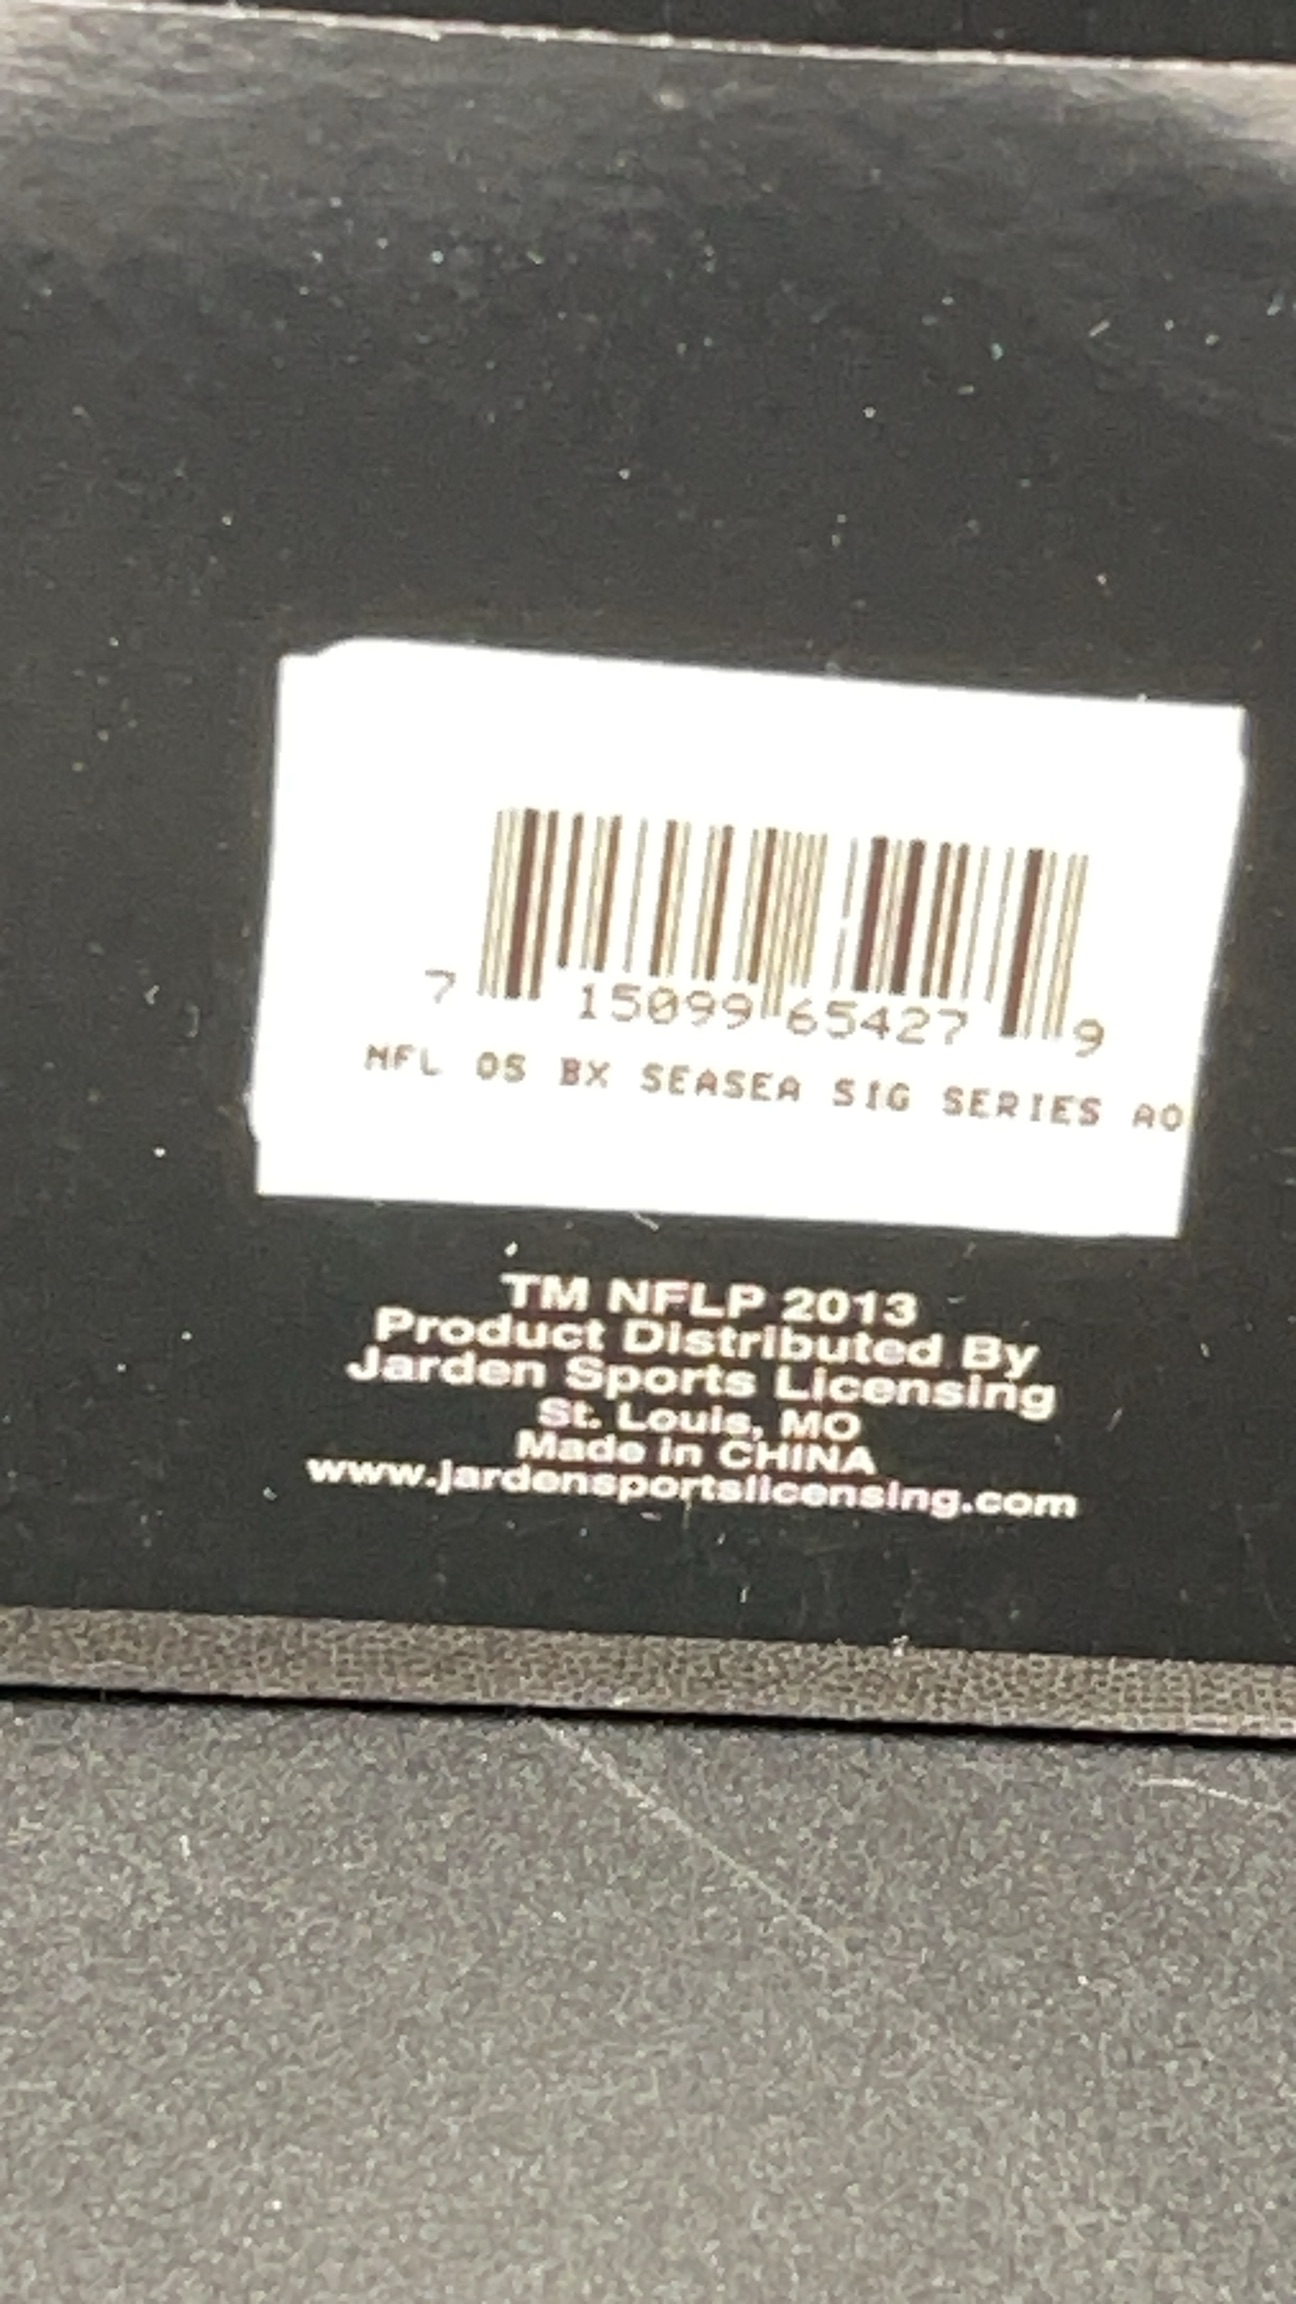 7 15099 65427 9
NFL OS BX SEASEA SIG SERIES AO
TM NFLP 2013
Product Distributed By
Jarden Sports Licensing
St. Louis, MO
Made in CHINA
www.jardensportslicensing.com